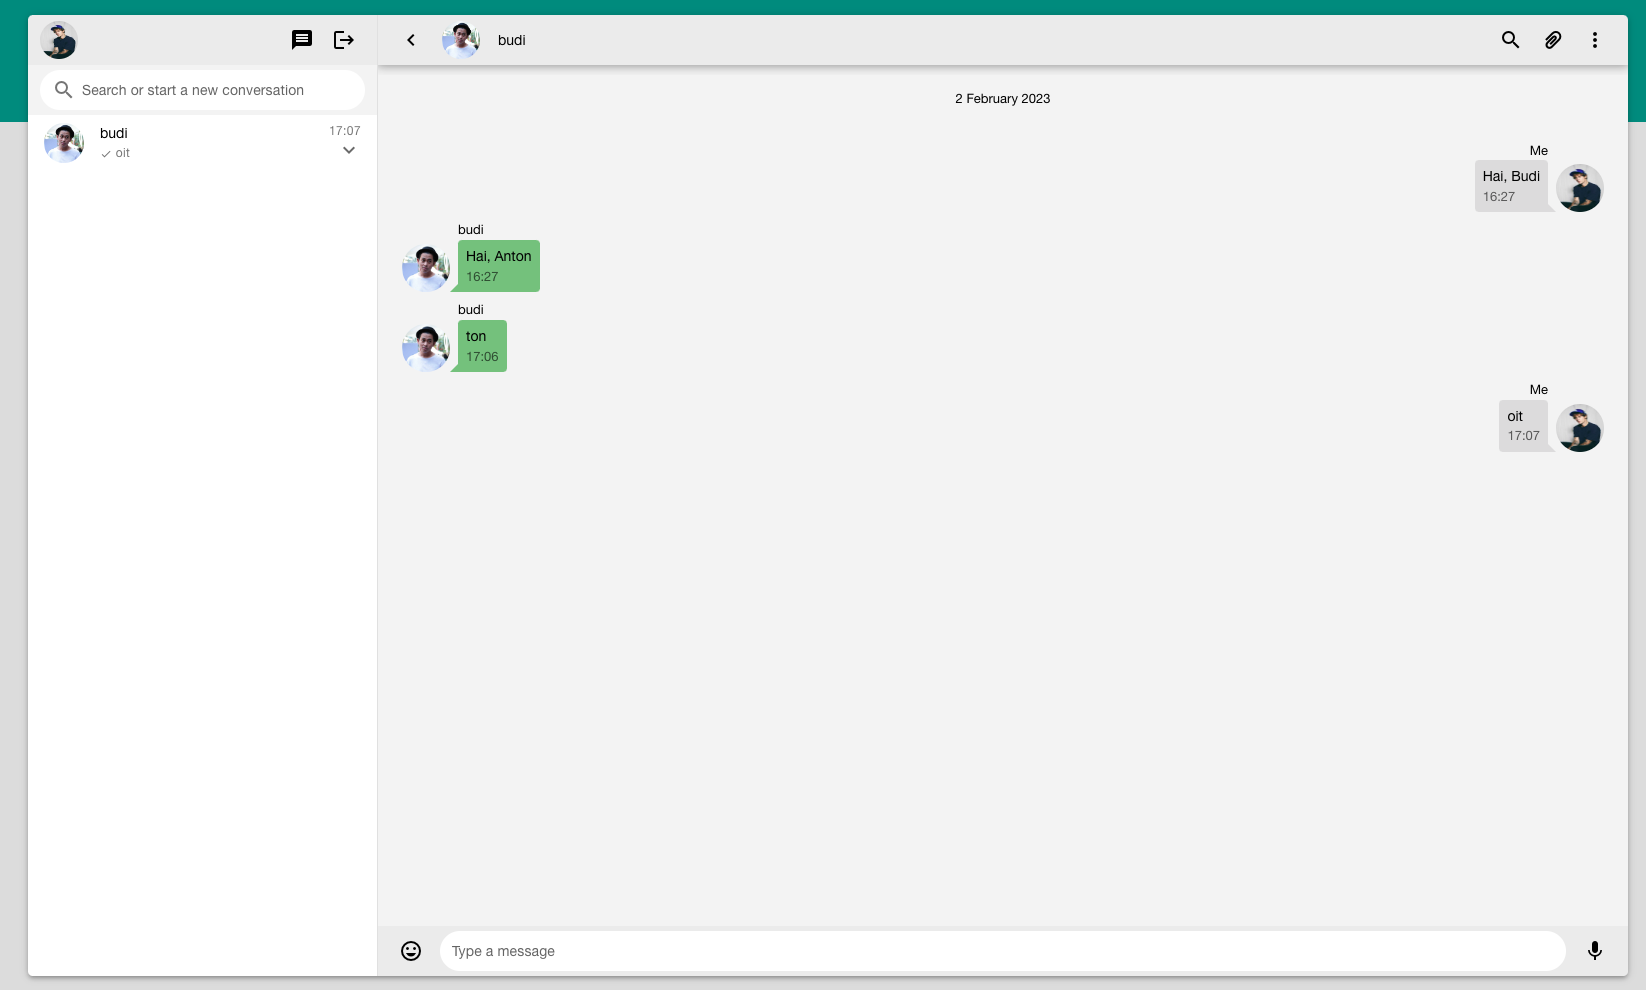 Search or start a new conversation
budi
17:07
oit
budi
2 February 2023
Me
Hai, Budi
16:27
budi
Hai, Anton
16:27
budi
ton
17:06
Me
oit
17:07
Type a message